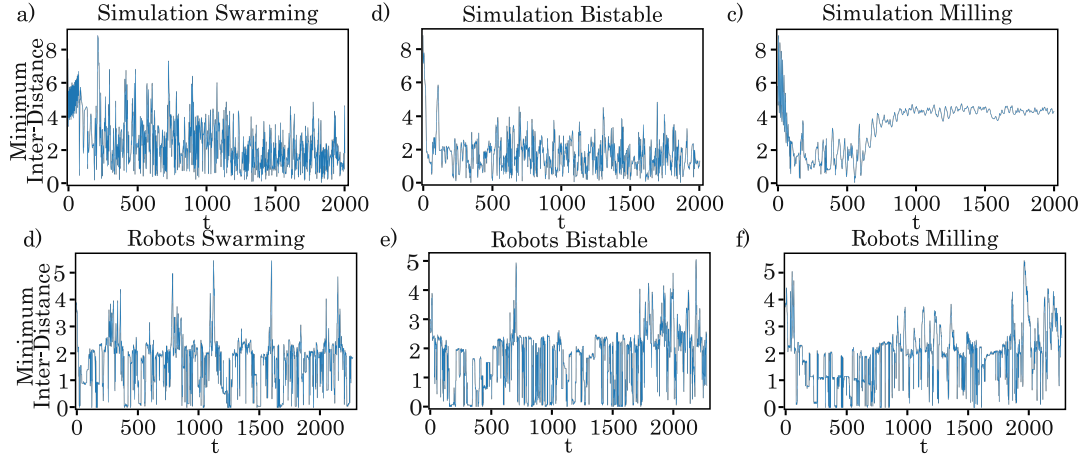 a) Simulation Swarming
d) Simulation Bistable
c) Simulation Milling
Minimum
Inter-Distance
8
6
4
2
0
0 500 1000 1500 2000
t
8
6
4
2
0
0 500 1000 1500 2000
t
8
6
4
2
0
0 500 1000 1500 2000
t
d) Robots Swarming
e) Robots Bistable
f) Robots Milling
Minimum
Inter-Distance
5
4
3
2
1
0
0 500 1000 1500 2000
t
5
4
3
2
1
0
0 500 1000 1500 2000
t
5
4
3
2
1
0
0 500 1000 1500 2000
t